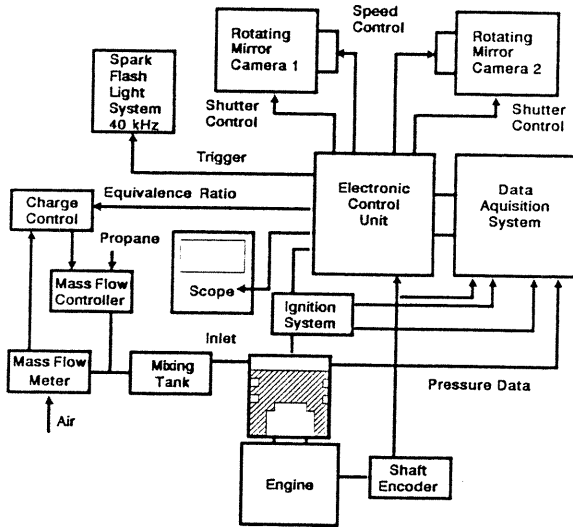 Speed
Control
Rotating
Mirror
Camera 1
Rotating
Mirror
Camera 2
Spark
Flash
Light
System
40 kHz
Shutter
Control
Shutter
Control
Trigger
Equivalence Ratio
Charge
Control
Electronic
Control
Unit
Data
Aquisition
System
Propane
Mass Flow
Controller
Scope
Ignition
System
Inlet
Mass Flow
Meter
Mixing
Tank
Pressure Data
Air
Engine
Shaft
Encoder